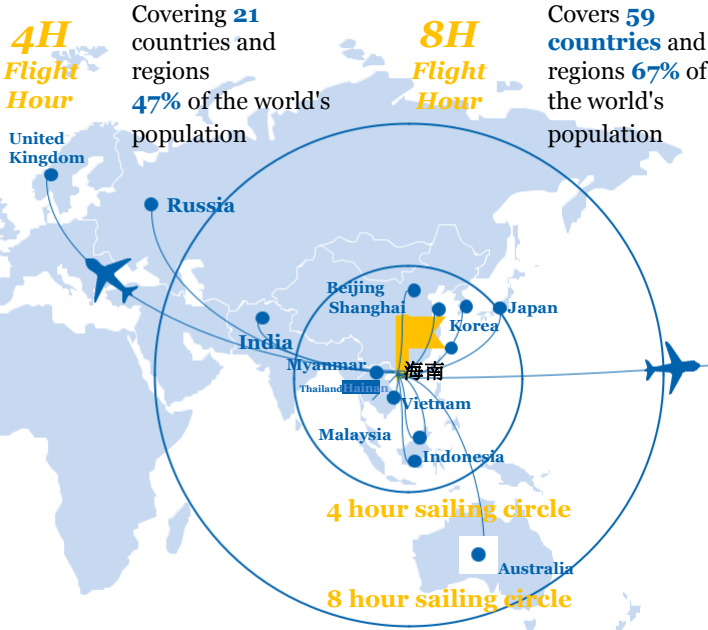 4H
Flight
Hour
Covering 21
countries and
regions
47% of the world's
population
8H
Flight
Hour
Covers 59
countries and
regions 67% of
the world's
population
United
Kingdom
Russia
Beijing
Shanghai
Japan
Korea
India
Myanmar
海南
Thailand
Hainan
Vietnam
Malaysia
Indonesia
4 hour sailing circle
Australia
8 hour sailing circle